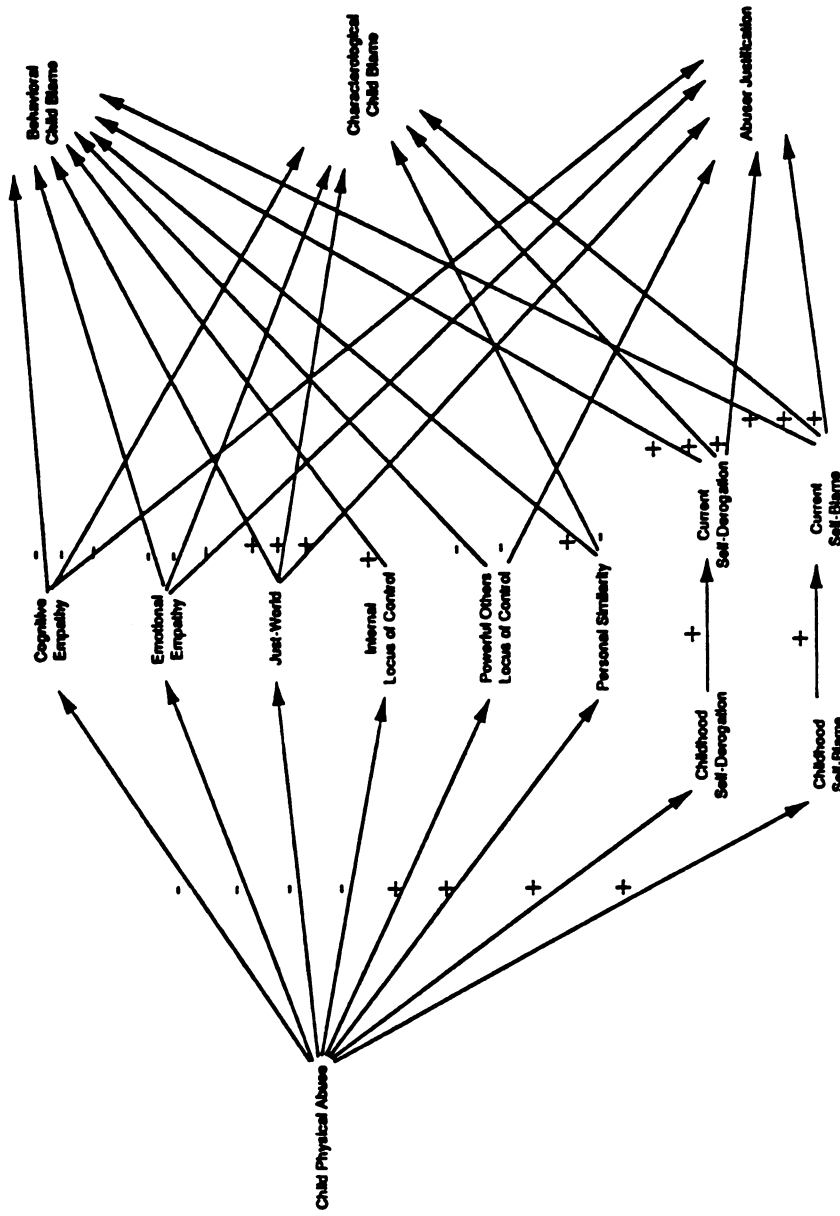 Child Physical Abuse
-
-
-
-
+
+
+
+
Cognitive
Empathy
Emotional
Empathy
Just-World
Internal
Locus of Control
Powerful Others
Locus of Control
Personal Similarity
Childhood
Self-Derogation
Childhood
Self-Blame
+
+
Current
Self-Derogation
Current
Self-Blame
-
-
-
-
-
-
+
+
+
+
-
-
+
-
+
+
+
+
+
+
Behavioral
Child Blame
Characterological
Child Blame
Abuser Justification